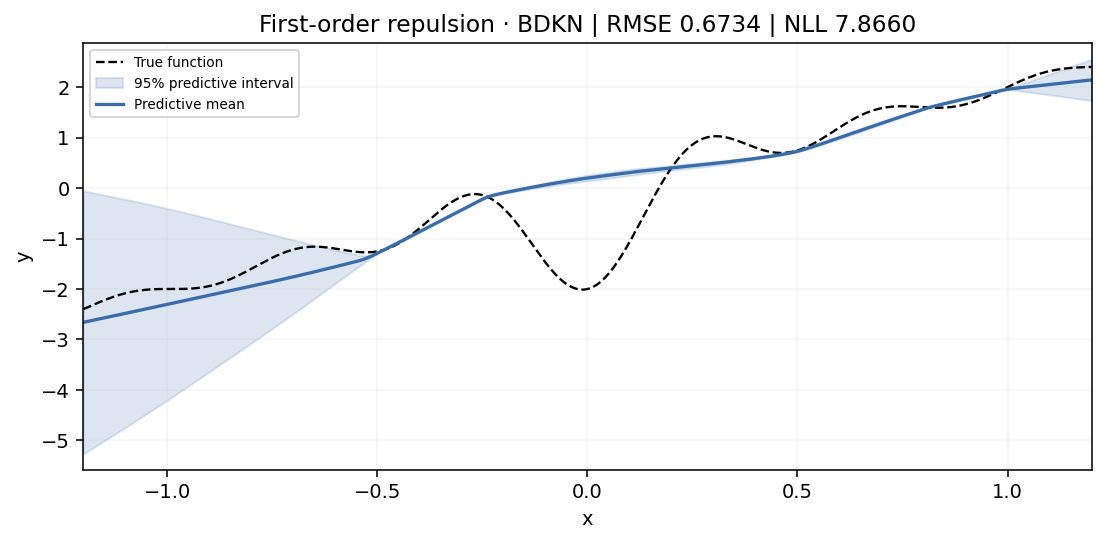 First-order repulsion · BDKN | RMSE 0.6734 | NLL 7.8660
True function
95% predictive interval
Predictive mean
y
2
1
0
−1
−2
−3
−4
−5
−1.0 −0.5 0.0 0.5 1.0
x